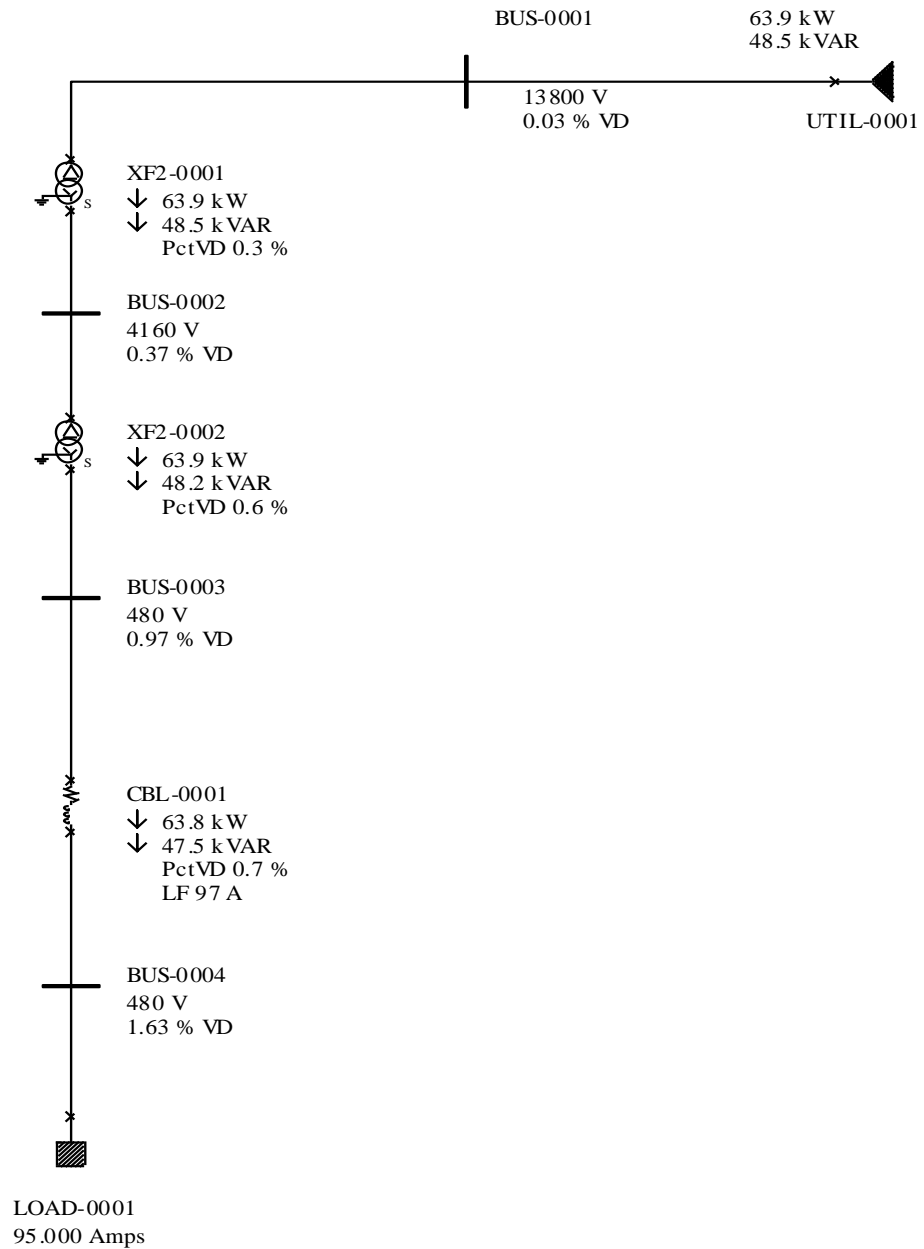 BUS-0001
63.9 kW
48.5 kVAR
13800 V
0.03 % VD
UTIL-0001
XF2-0001
63.9 kW
48.5 kVAR
PctVD 0.3 %
S
BUS-0002
4160 V
0.37 % VD
XF2-0002
63.9 kW
48.2 kVAR
PctVD 0.6 %
S
BUS-0003
480 V
0.97 % VD
CBL-0001
63.8 kW
47.5 kVAR
PctVD 0.7 %
LF 97 A
BUS-0004
480 V
1.63 % VD
LOAD-0001
95.000 Amps